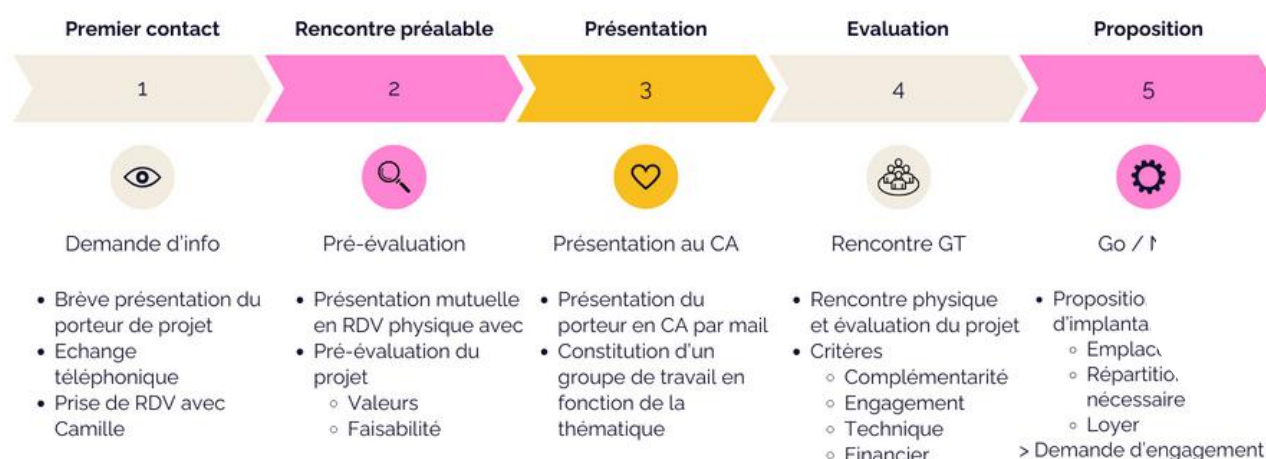 Premier contact
Rencontre préalable
Présentation
Evaluation
Proposition
1
2
3
4
5
Demande d'info
Pré-évaluation
Présentation au CA
Rencontre GT
Go /
• Brève présentation du
porteur de projet
• Echange
téléphonique
• Prise de RDV avec
Camille
• Présentation mutuelle
en RDV physique avec
• Pré-évaluation du
projet
◦ Valeurs
◦ Faisabilité
• Présentation du
porteur en CA par mail
• Constitution d'un
groupe de travail en
fonction de la
thématique
• Rencontre physique
et évaluation du projet
• Critères
◦ Complémentarité
◦ Engagement
◦ Technique
◦ Financier
•
◦
◦
nécessaire
◦ Loyer
> Demande d'engagement